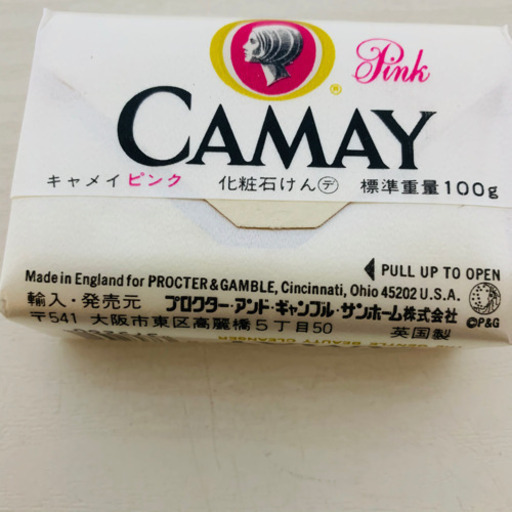 Pink
CAMAY®
キャメイピンク 化粧石けん㋢ 標準重量100g
◀ PULL UP TO OPEN
Made in England for PROCTER & GAMBLE, Cincinnati, Ohio 45202 U.S.A.
輸入・発売元 プロクター・アンド・ギャンブル・サンホーム株式会社
©P&G
〒541 大阪市東区高麗橋5丁目50 英国製
GENTLE BEAUTY CLEANSER